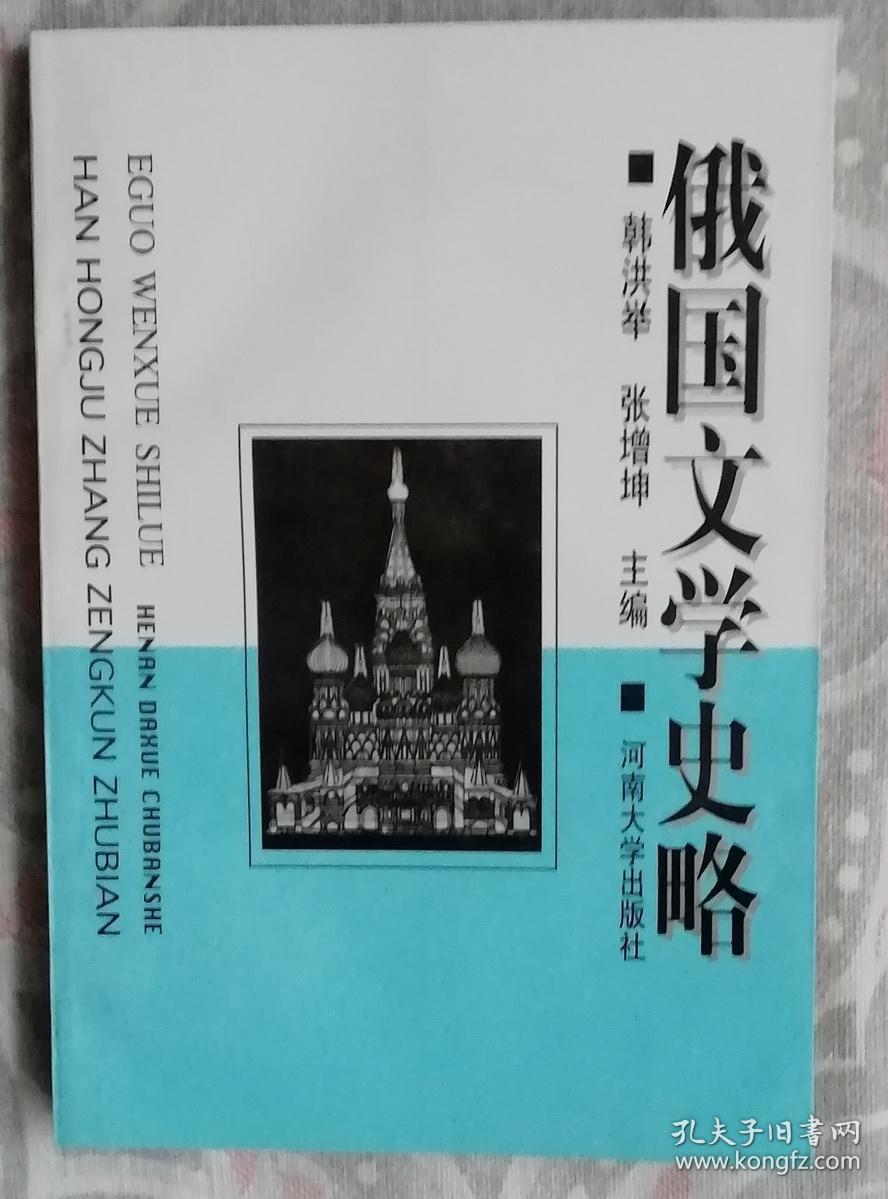 俄国文学史略
■ 韩洪举 张增坤 主编 ■ 河南大学出版社
EGUO WENXUE SHILUE HENAN DAXUE CHUBANSHE
HAN HONGJU ZHANG ZENGKUN ZHUBIAN
孔夫子旧书网
www.kongfz.com